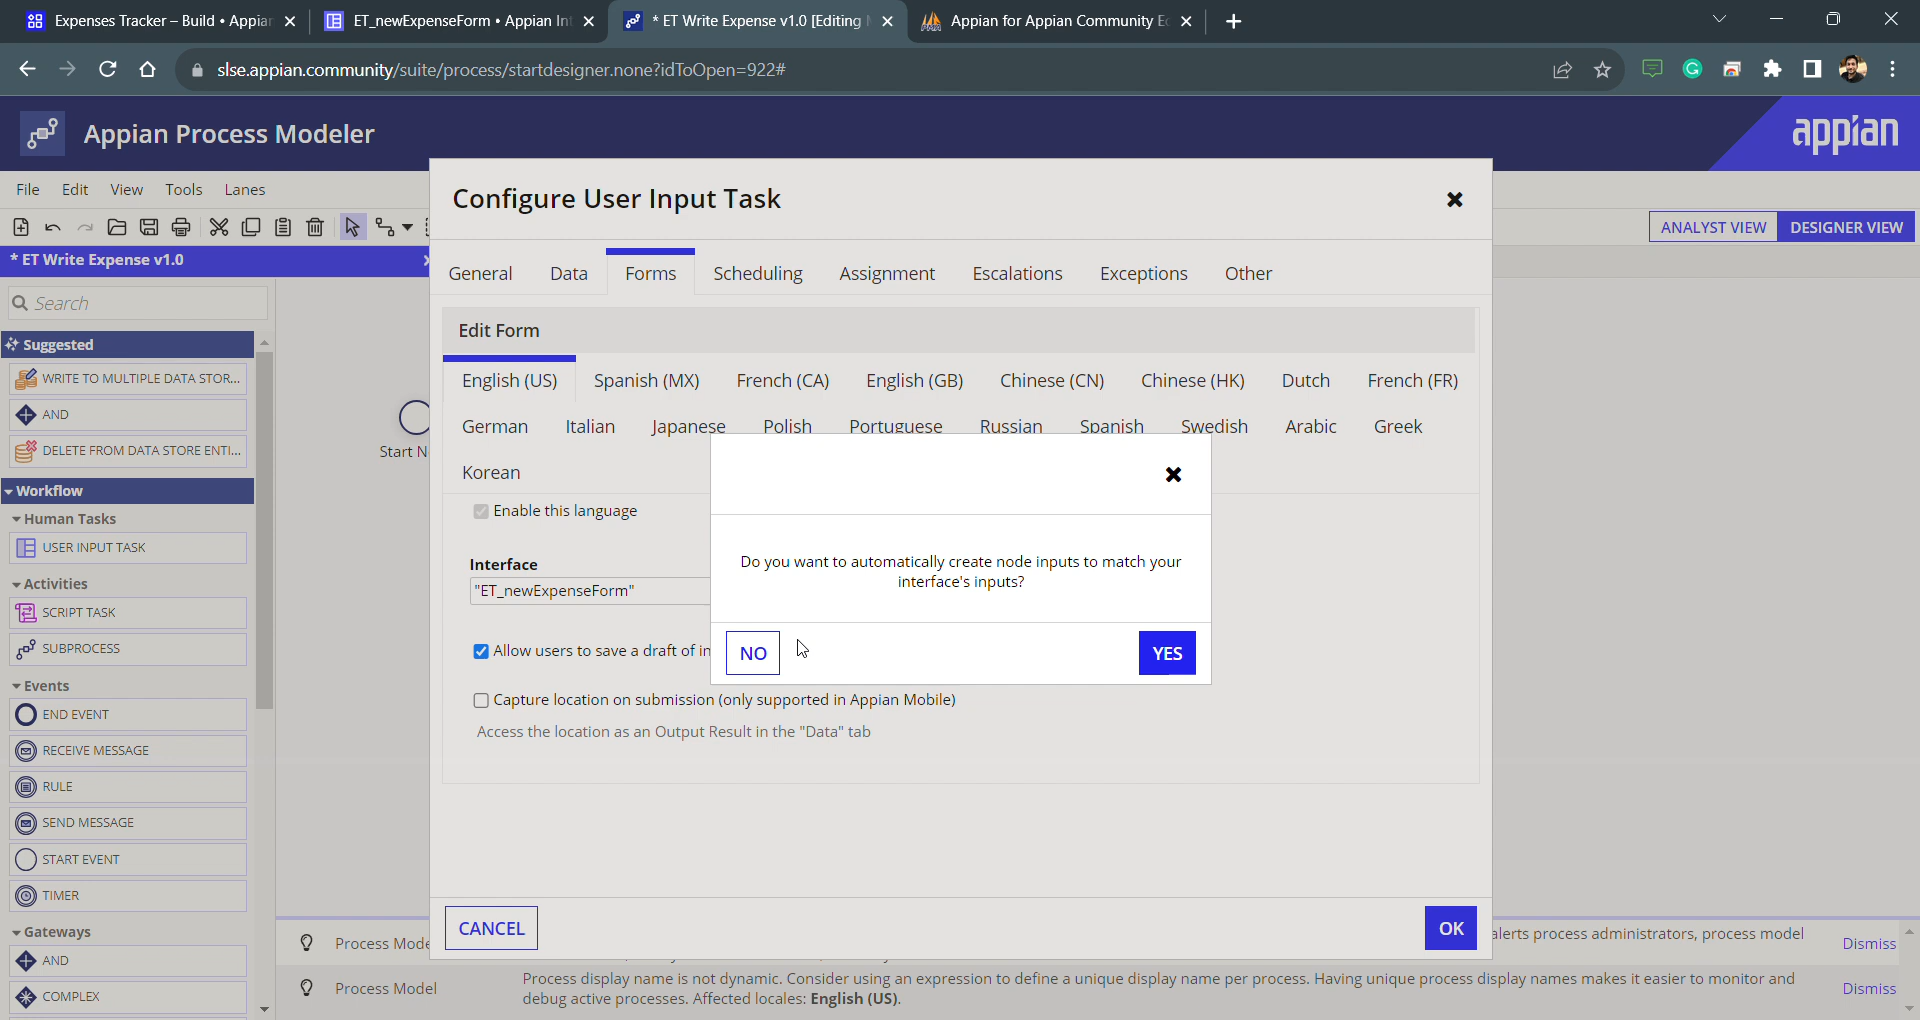 Expenses Tracker – Build • Appian
ET_newExpenseForm • Appian Int
* ET Write Expense v1.0 [Editing
Appian for Appian Community Ec
slse.appian.community/suite/process/startdesigner.none?idToOpen=922#
Appian Process Modeler
appian
File Edit View Tools Lanes
ANALYST VIEW DESIGNER VIEW
* ET Write Expense v1.0
Search
Suggested
WRITE TO MULTIPLE DATA STOR...
AND
DELETE FROM DATA STORE ENTI...
Workflow
Human Tasks
USER INPUT TASK
Activities
SCRIPT TASK
SUBPROCESS
Events
END EVENT
RECEIVE MESSAGE
RULE
SEND MESSAGE
START EVENT
TIMER
Gateways
AND
COMPLEX
Start N
Configure User Input Task
General Data Forms Scheduling Assignment Escalations Exceptions Other
Edit Form
English (US) Spanish (MX) French (CA) English (GB) Chinese (CN) Chinese (HK) Dutch French (FR)
German Italian Japanese Polish Portuguese Russian Spanish Swedish Arabic Greek
Korean
Enable this language
Interface
"ET_newExpenseForm"
Allow users to save a draft of in
Capture location on submission (only supported in Appian Mobile)
Access the location as an Output Result in the "Data" tab
Do you want to automatically create node inputs to match your
interface's inputs?
NO YES
CANCEL OK
Process Mode
alerts process administrators, process model
Dismiss
Process Model
Process display name is not dynamic. Consider using an expression to define a unique display name per process. Having unique process display names makes it easier to monitor and
debug active processes. Affected locales: English (US).
Dismiss